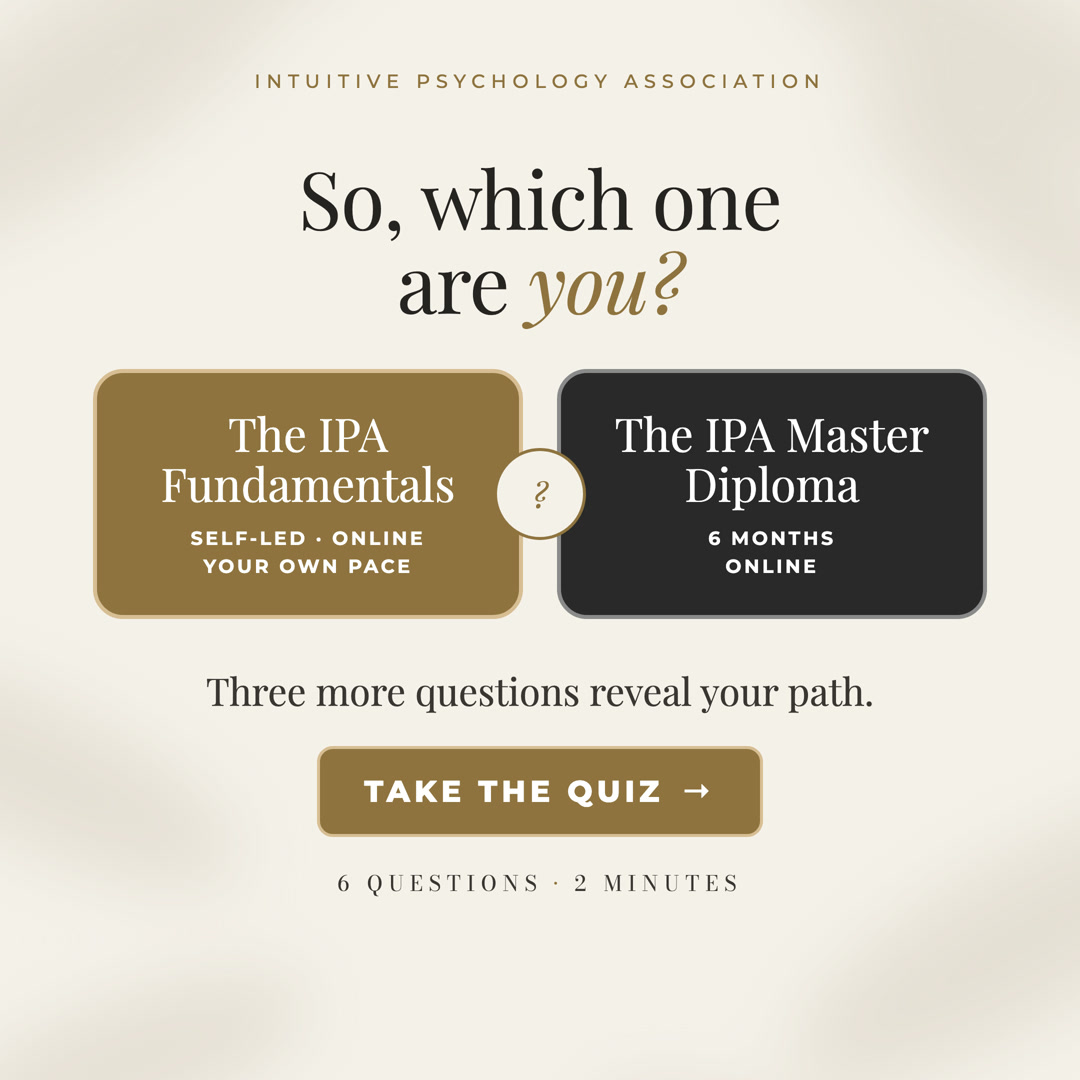 INTUITIVE PSYCHOLOGY ASSOCIATION
So, which one
are you?
The IPA
Fundamentals
SELF-LED · ONLINE
YOUR OWN PACE
?
The IPA Master
Diploma
6 MONTHS
ONLINE
Three more questions reveal your path.
TAKE THE QUIZ →
6 QUESTIONS · 2 MINUTES